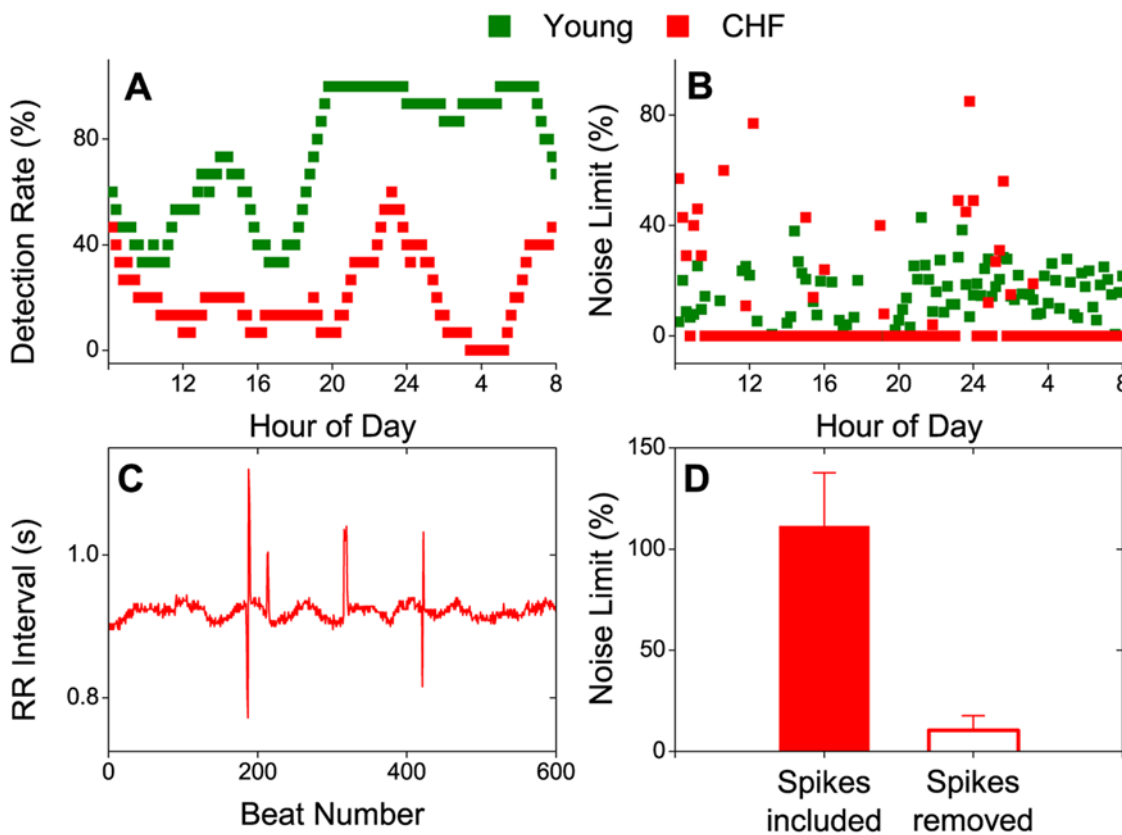 Young CHF
A
Detection Rate (%)
80
40
0
12 16 20 24 4 8
Hour of Day
B
Noise Limit (%)
80
40
0
12 16 20 24 4 8
Hour of Day
C
RR Interval (s)
1.0
0.8
0 200 400 600
Beat Number
D
Noise Limit (%)
150
100
50
0
Spikes included
Spikes removed